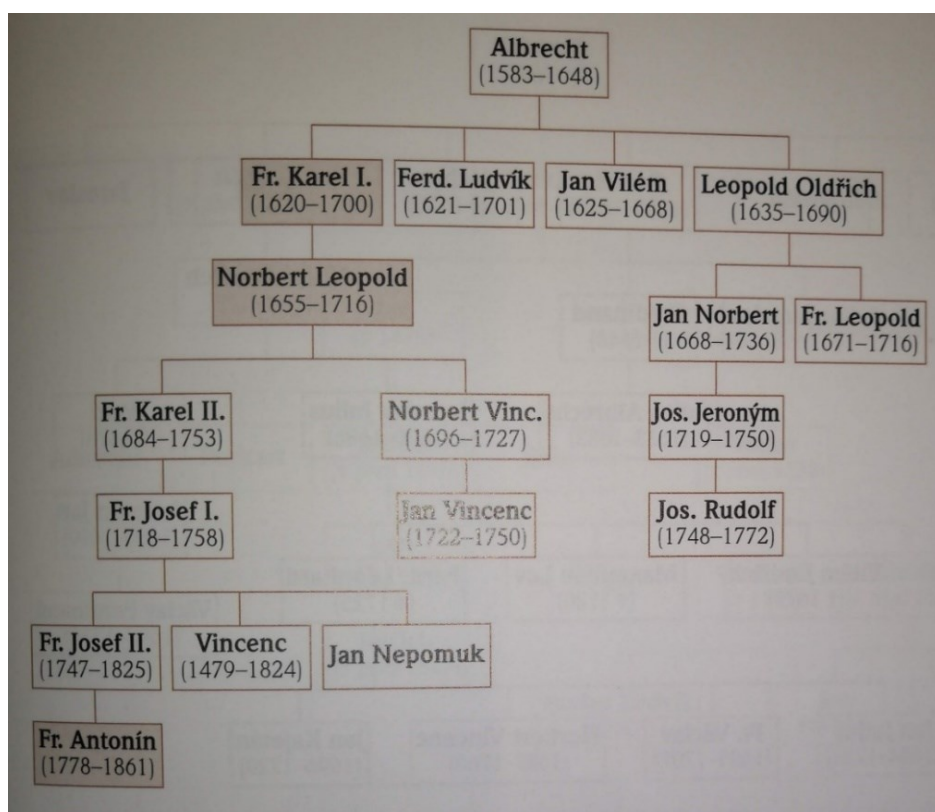 Albrecht
(1583–1648)
Fr. Karel I.
(1620–1700)
Ferd. Ludvík
(1621–1701)
Jan Vilém
(1625–1668)
Leopold Oldřich
(1635–1690)
Norbert Leopold
(1655–1716)
Jan Norbert
(1668–1736)
Fr. Leopold
(1671–1716)
Fr. Karel II.
(1684–1753)
Norbert Vinc.
(1696–1727)
Jos. Jeroným
(1719–1750)
Fr. Josef I.
(1718–1758)
Jan Vincenc
(1722–1750)
Jos. Rudolf
(1748–1772)
Fr. Josef II.
(1747–1825)
Vincenc
(1479–1824)
Jan Nepomuk
Fr. Antonín
(1778–1861)